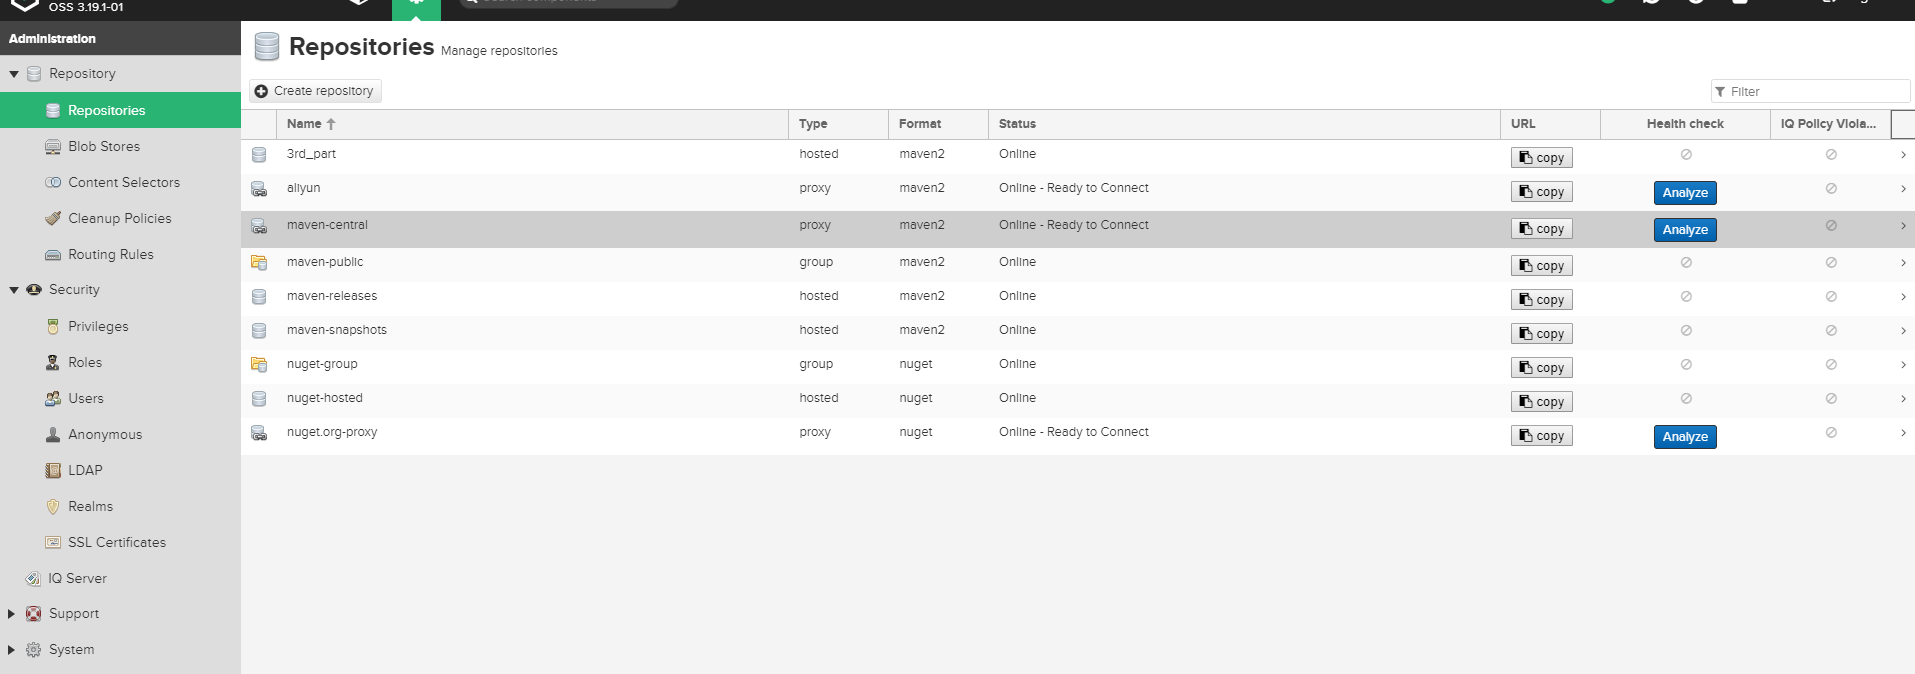 OSS 3.19.1-01
Administration
Repository
Repositories
Blob Stores
Content Selectors
Cleanup Policies
Routing Rules
Security
Privileges
Roles
Users
Anonymous
LDAP
Realms
SSL Certificates
IQ Server
Support
System
Repositories Manage repositories
Create repository
Filter
Name Type Format Status URL Health check IQ Policy Viola...
3rd_part hosted maven2 Online copy
aliyun proxy maven2 Online - Ready to Connect copy Analyze
maven-central proxy maven2 Online - Ready to Connect copy Analyze
maven-public group maven2 Online copy
maven-releases hosted maven2 Online copy
maven-snapshots hosted maven2 Online copy
nuget-group group nuget Online copy
nuget-hosted hosted nuget Online copy
nuget.org-proxy proxy nuget Online - Ready to Connect copy Analyze